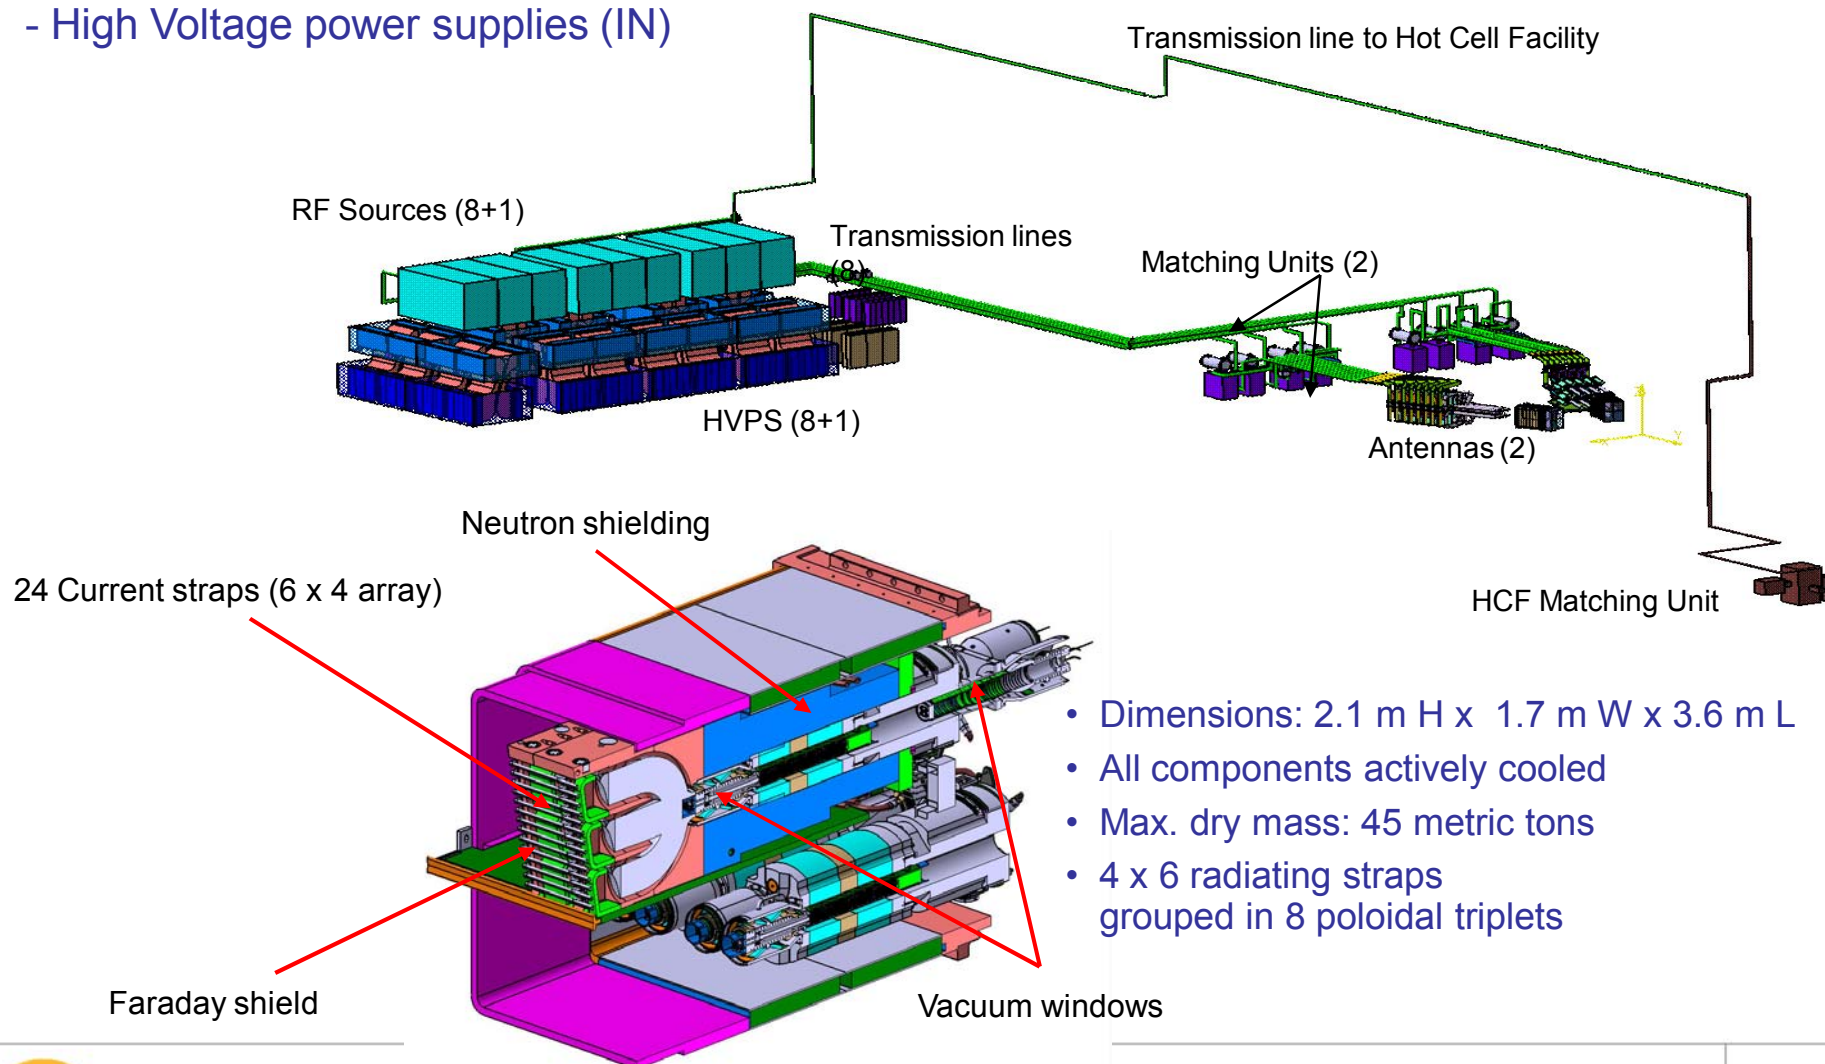 - High Voltage power supplies (IN)
Transmission line to Hot Cell Facility
RF Sources (8+1)
Transmission lines
(8)
Matching Units (2)
HVPS (8+1)
Antennas (2)
Neutron shielding
24 Current straps (6 x 4 array)
HCF Matching Unit
• Dimensions: 2.1 m H x 1.7 m W x 3.6 m L
• All components actively cooled
• Max. dry mass: 45 metric tons
• 4 x 6 radiating straps
grouped in 8 poloidal triplets
Faraday shield
Vacuum windows